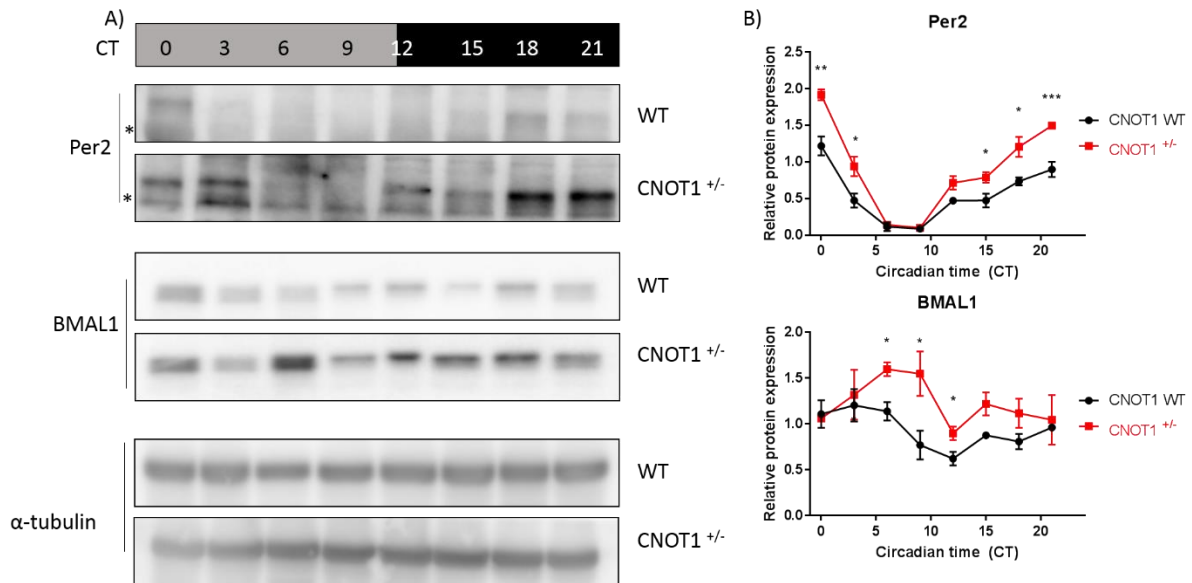 A)
CT 0 3 6 9 12 15 18 21
WT
Per2
*
CNOT1 +/-
*
WT
BMAL1
CNOT1 +/-
WT
α-tubulin
CNOT1 +/-
B)
Per2
Relative protein expression
2.5
2.0
1.5
1.0
0.5
0.0
** * * * ***
0 5 10 15 20
Circadian time (CT)
CNOT1 WT
CNOT1 +/-
BMAL1
Relative protein expression
2.0
1.5
1.0
0.5
0.0
* * *
0 5 10 15 20
Circadian time (CT)
CNOT1 WT
CNOT1 +/-